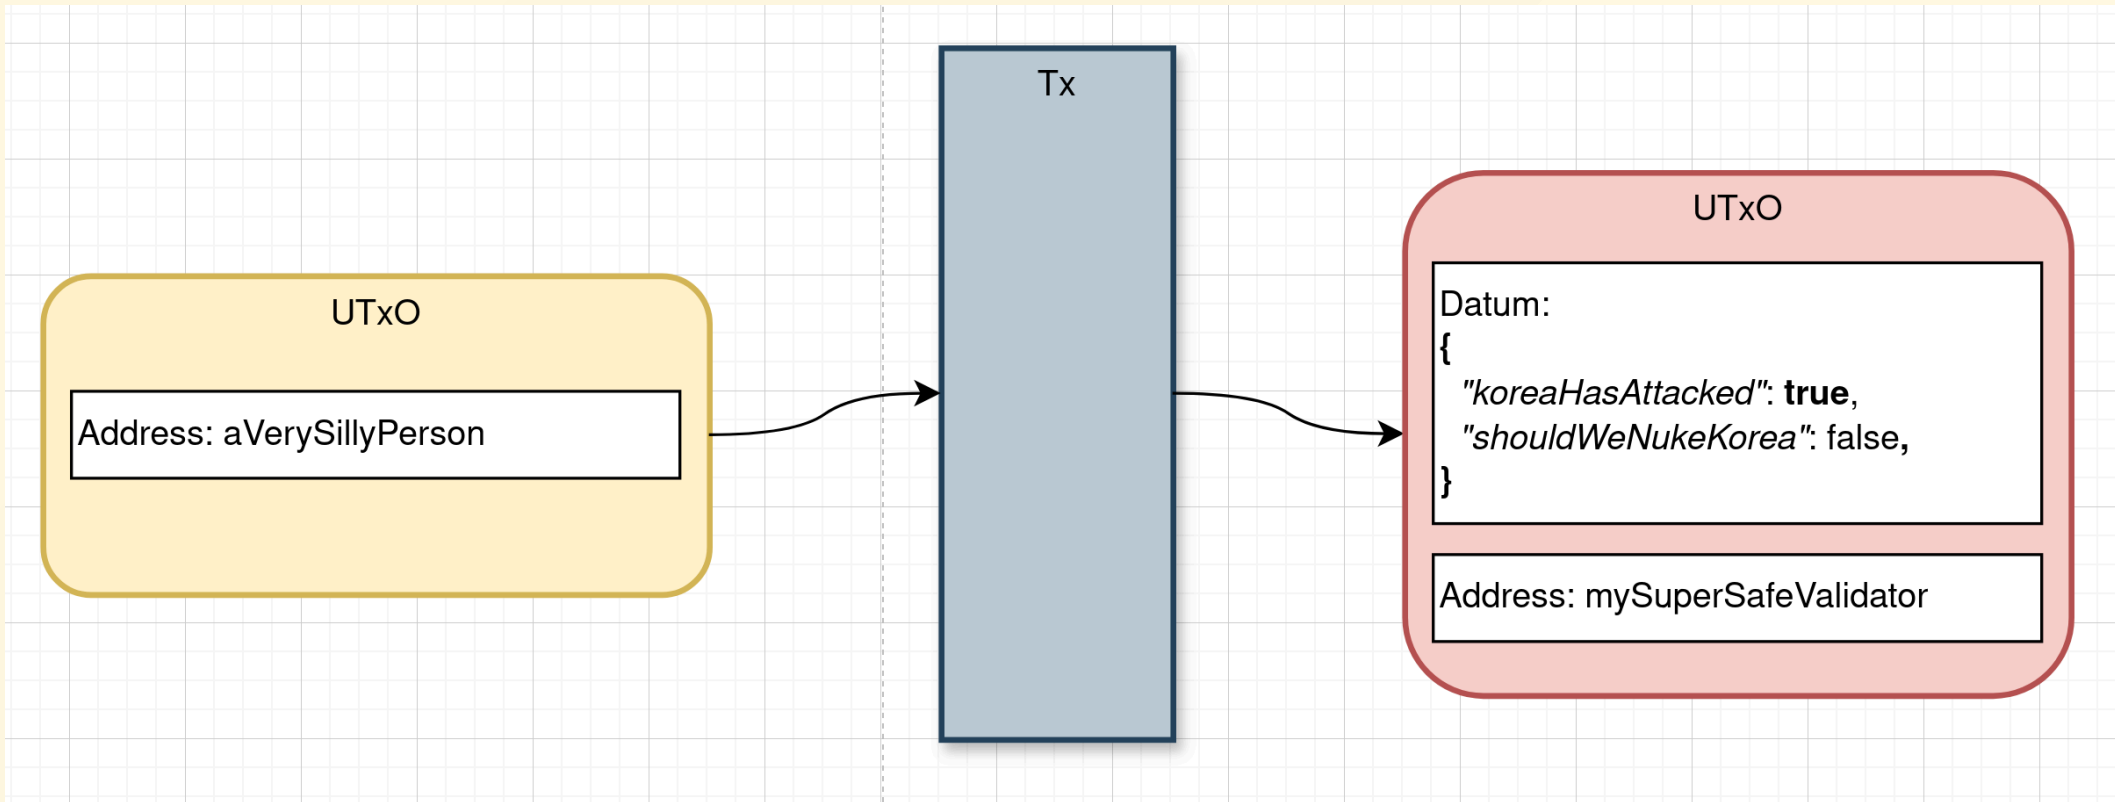 Tx
UTxO
Address: aVerySillyPerson
UTxO
Datum:
{
"koreaHasAttacked": true,
"shouldWeNukeKorea": false,
}
Address: mySuperSafeValidator